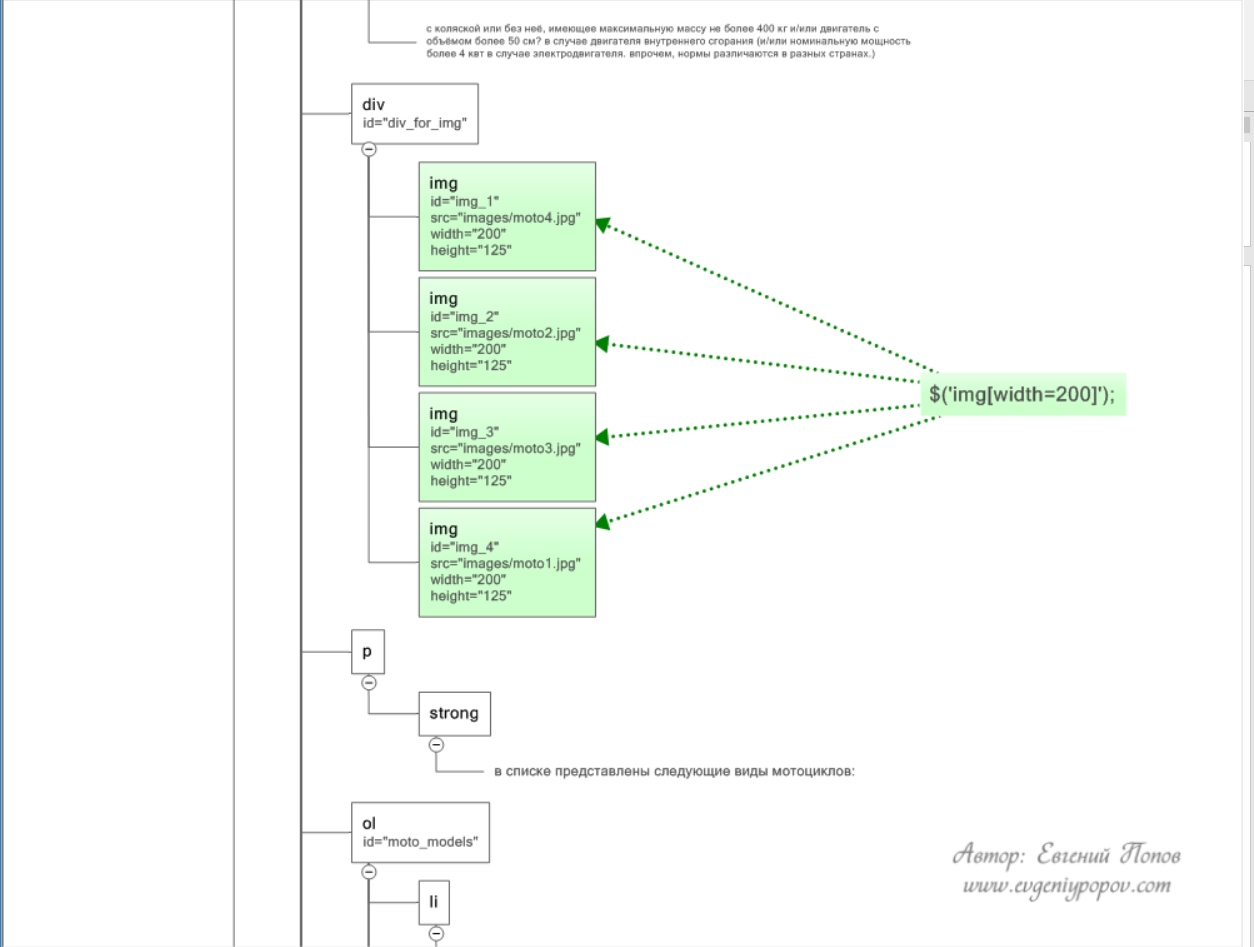 с коляской или без неё, имеющее максимальную массу не более 400 кг и/или двигатель с
объёмом более 50 см? в случае двигателя внутреннего сгорания (и/или номинальную мощность
более 4 квт в случае электродвигателя. впрочем, нормы различаются в разных странах.)
div
id="div_for_img"
img
id="img_1"
src="images/moto4.jpg"
width="200"
height="125"
img
id="img_2"
src="images/moto2.jpg"
width="200"
height="125"
$('img[width=200]');
img
id="img_3"
src="images/moto3.jpg"
width="200"
height="125"
img
id="img_4"
src="images/moto1.jpg"
width="200"
height="125"
p
strong
в списке представлены следующие виды мотоциклов:
ol
id="moto_models"
li
Автор: Евгений Попов
www.evgeniypopov.com